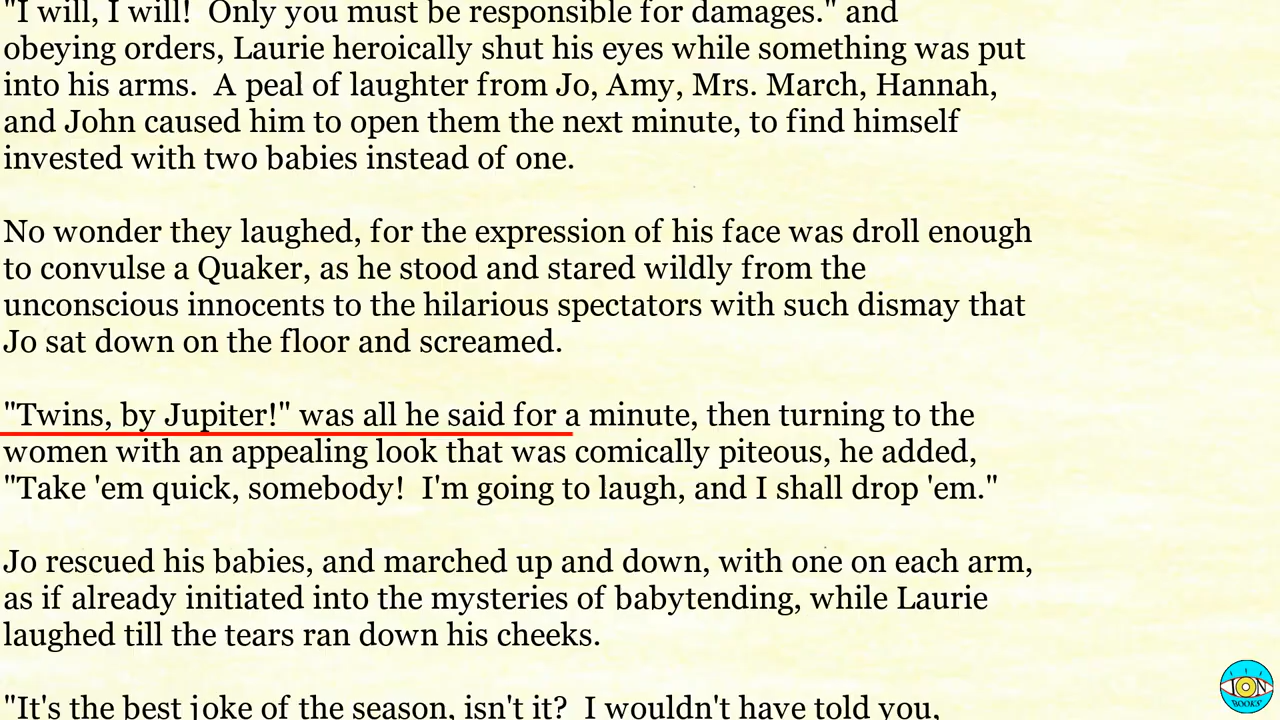 "I will, I will!  Only you must be responsible for damages." and
obeying orders, Laurie heroically shut his eyes while something was put
into his arms.  A peal of laughter from Jo, Amy, Mrs. March, Hannah,
and John caused him to open them the next minute, to find himself
invested with two babies instead of one.
No wonder they laughed, for the expression of his face was droll enough
to convulse a Quaker, as he stood and stared wildly from the
unconscious innocents to the hilarious spectators with such dismay that
Jo sat down on the floor and screamed.
"Twins, by Jupiter!" was all he said for a minute, then turning to the
women with an appealing look that was comically piteous, he added,
"Take 'em quick, somebody!  I'm going to laugh, and I shall drop 'em."
Jo rescued his babies, and marched up and down, with one on each arm,
as if already initiated into the mysteries of babytending, while Laurie
laughed till the tears ran down his cheeks.
"It's the best joke of the season, isn't it?  I wouldn't have told you,
ION
BOOKS